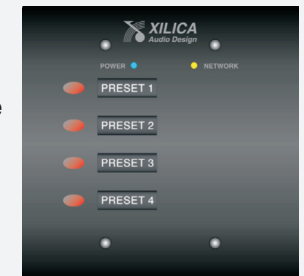 XILICA
Audio Design
POWER NETWORK
PRESET 1
e
PRESET 2
PRESET 3
PRESET 4